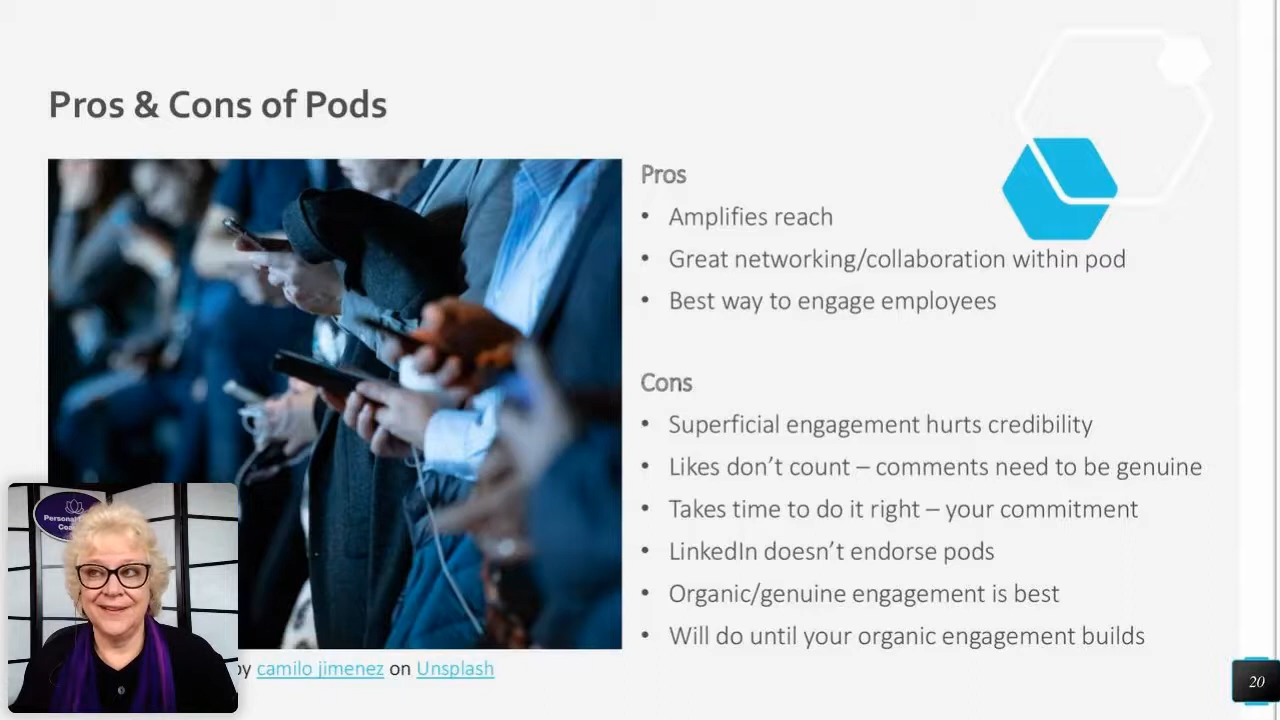 Pros & Cons of Pods
Pros
• Amplifies reach
• Great networking/collaboration within pod
• Best way to engage employees
Cons
• Superficial engagement hurts credibility
• Likes don’t count – comments need to be genuine
• Takes time to do it right – your commitment
• LinkedIn doesn’t endorse pods
• Organic/genuine engagement is best
• Will do until your organic engagement builds
by camilo jimenez on Unsplash
20